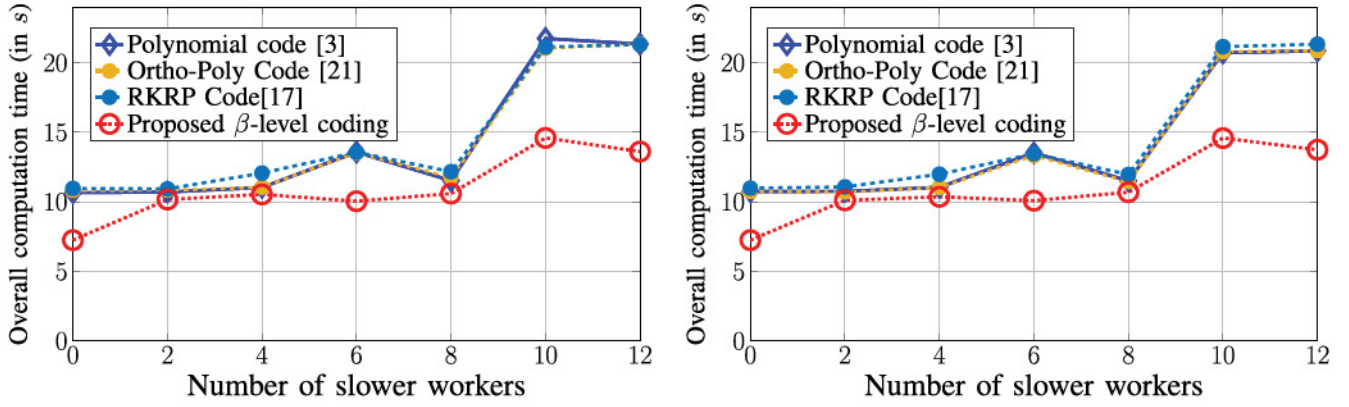 Overall computation time (in s)
20
15
10
5
0
Polynomial code [3]
Ortho-Poly Code [21]
RKRP Code[17]
Proposed β-level coding
0 2 4 6 8 10 12
Number of slower workers
Overall computation time (in s)
20
15
10
5
0
Polynomial code [3]
Ortho-Poly Code [21]
RKRP Code[17]
Proposed β-level coding
0 2 4 6 8 10 12
Number of slower workers